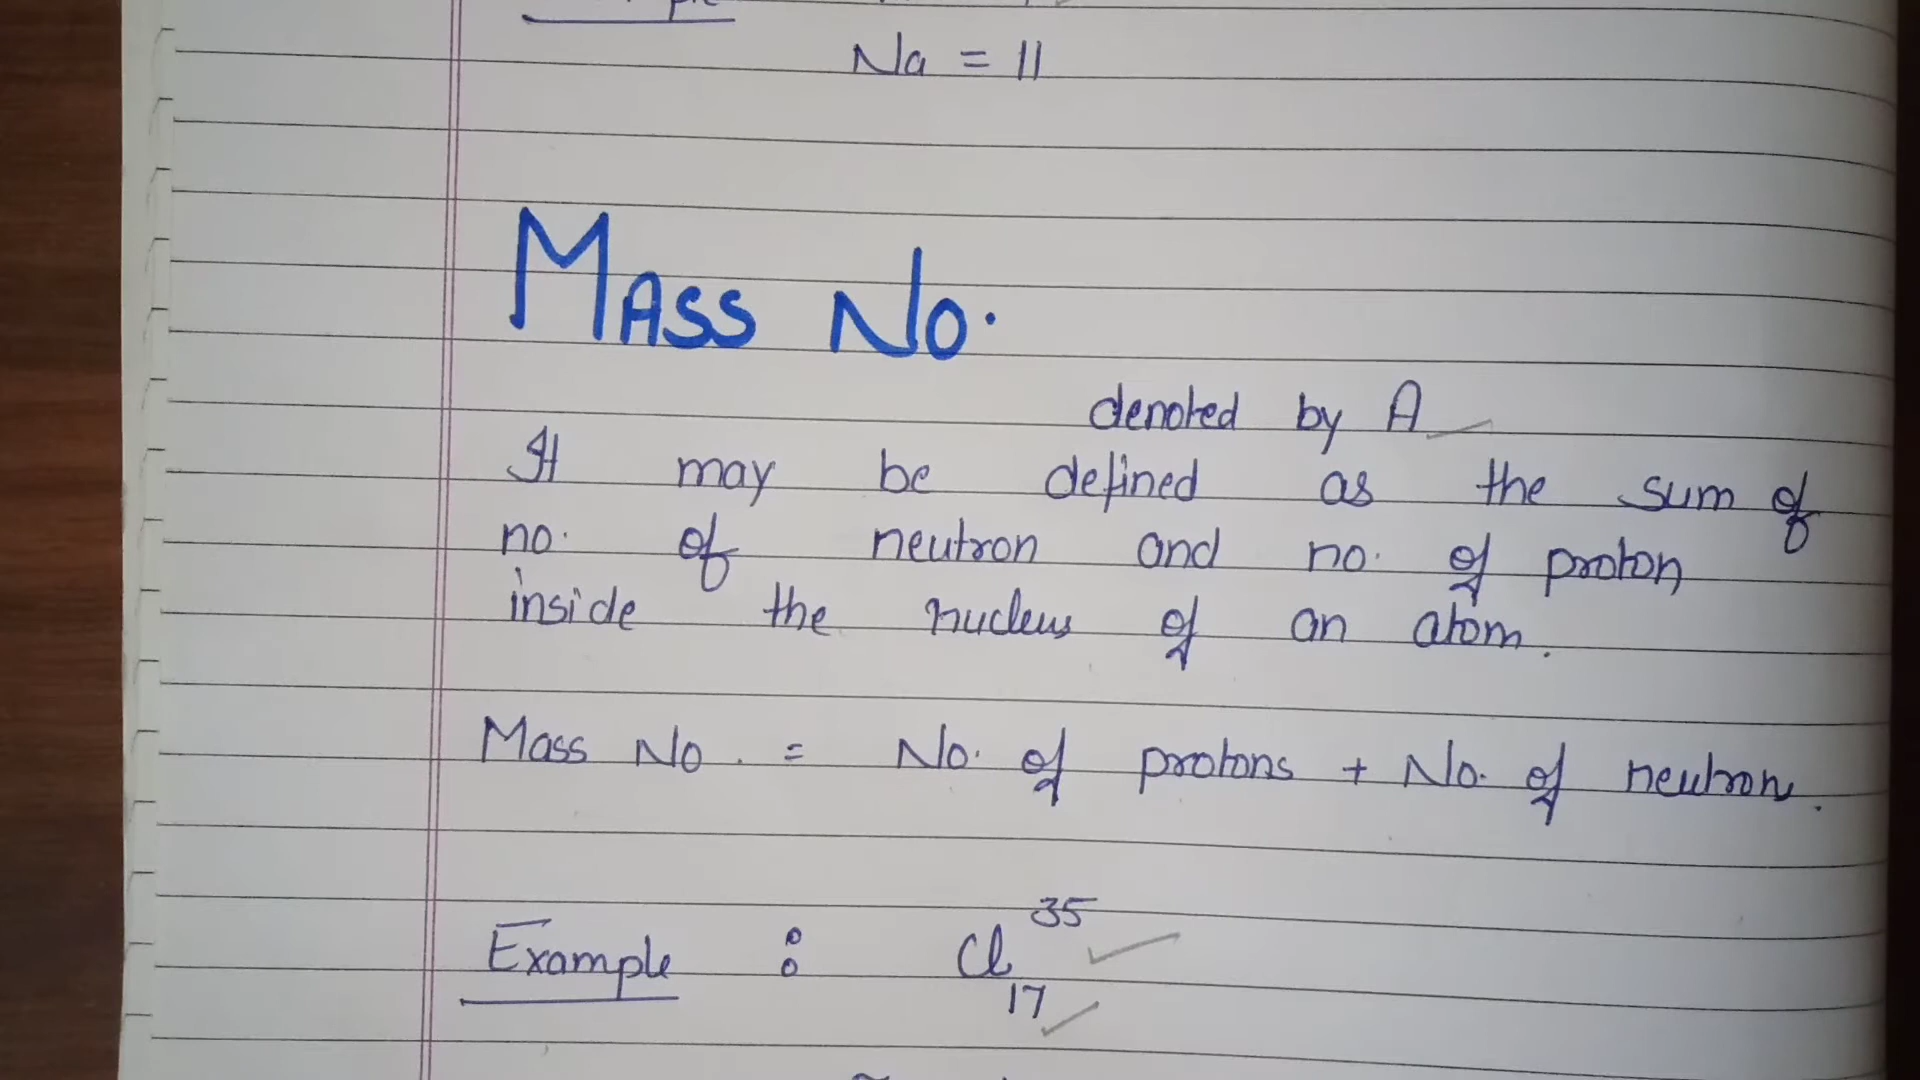 Na = 11
MASS NO.
denoted by A
It may be defined as the sum of
no. of neutron and no. of proton
inside the nucleus of an atom.
Mass No. = No. of protons + No. of neutron.
Example : Cl 35
17